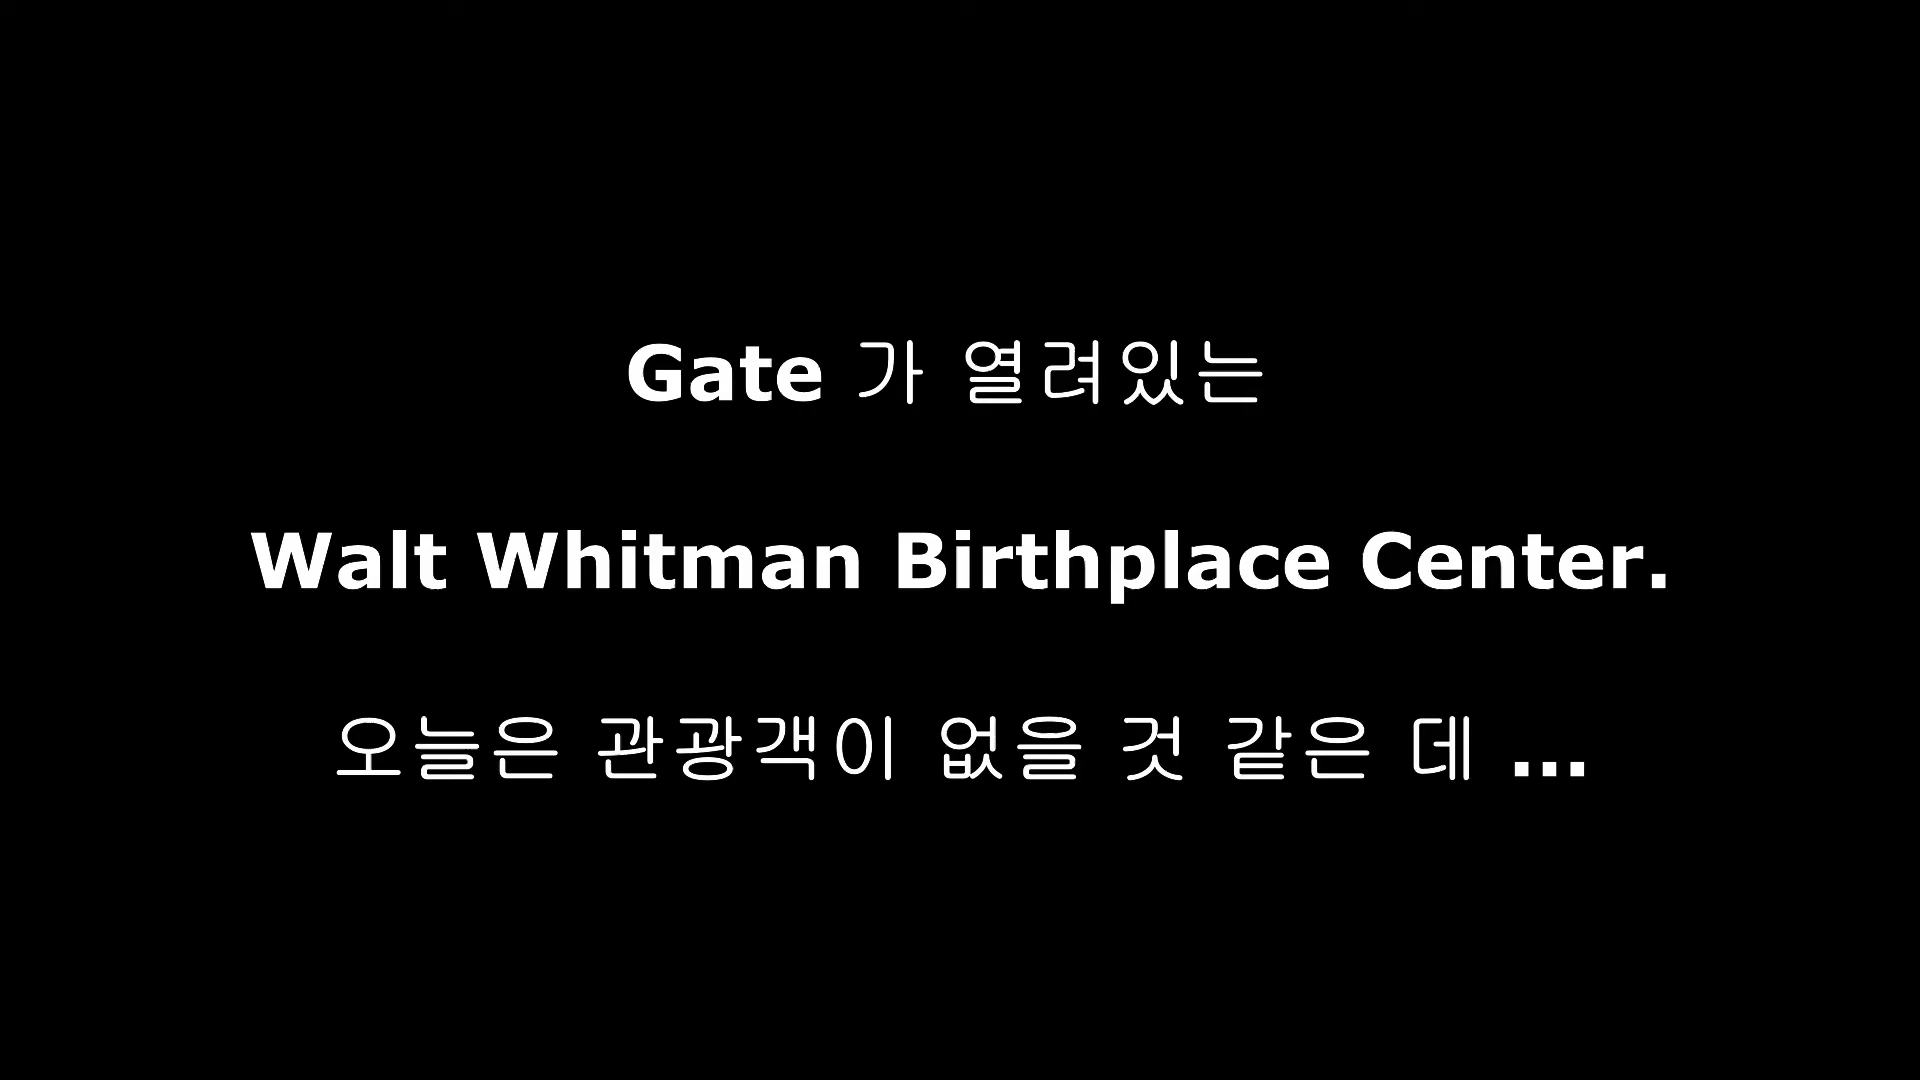 Gate 가 열려있는
Walt Whitman Birthplace Center.
오늘은 관광객이 없을 것 같은 데 ...